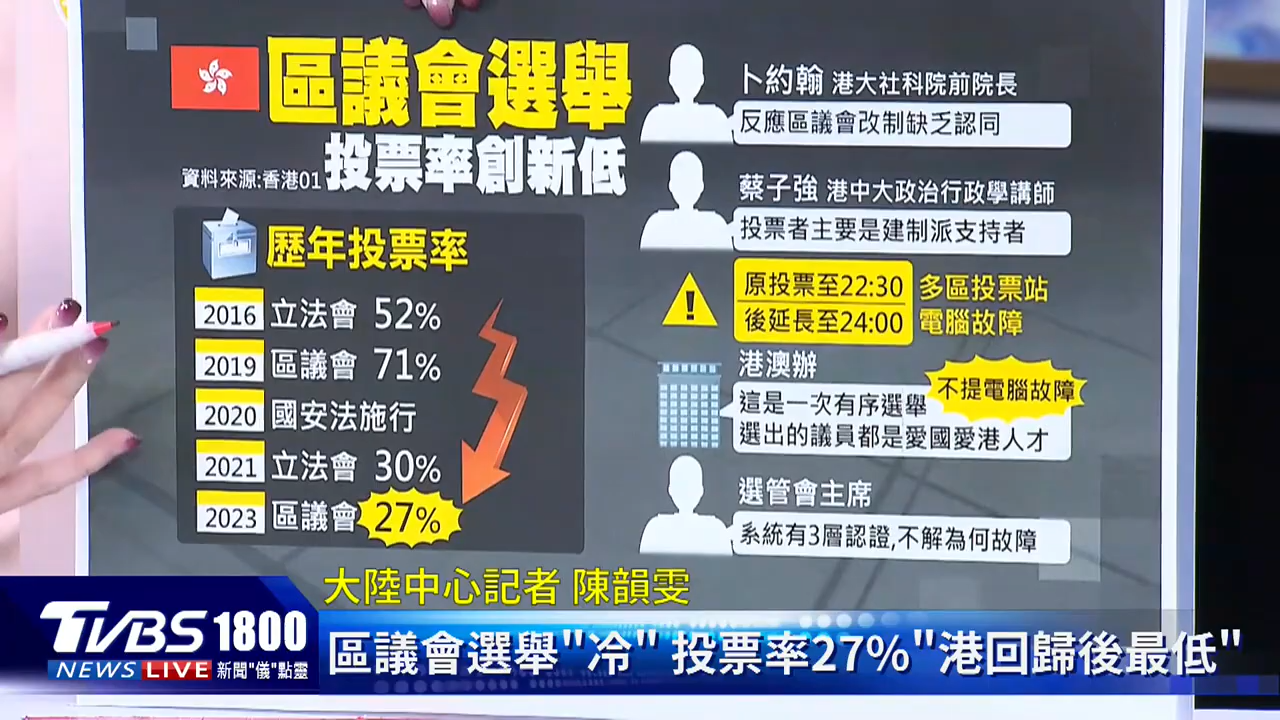 區議會選舉
投票率創新低
資料來源:香港01
歷年投票率
2016 立法會 52%
2019 區議會 71%
2020 國安法施行
2021 立法會 30%
2023 區議會 27%
卜約翰 港大社科院前院長
反應區議會改制缺乏認同
蔡子強 港中大政治行政學講師
投票者主要是建制派支持者
原投票至22:30
後延長至24:00
多區投票站
電腦故障
港澳辦
不提電腦故障
這是一次有序選舉
選出的議員都是愛國愛港人才
選管會主席
系統有3層認證,不解為何故障
大陸中心記者 陳韻雯
TVBS 1800
NEWS LIVE 新聞"儀"點靈
區議會選舉"冷" 投票率27%"港回歸後最低"